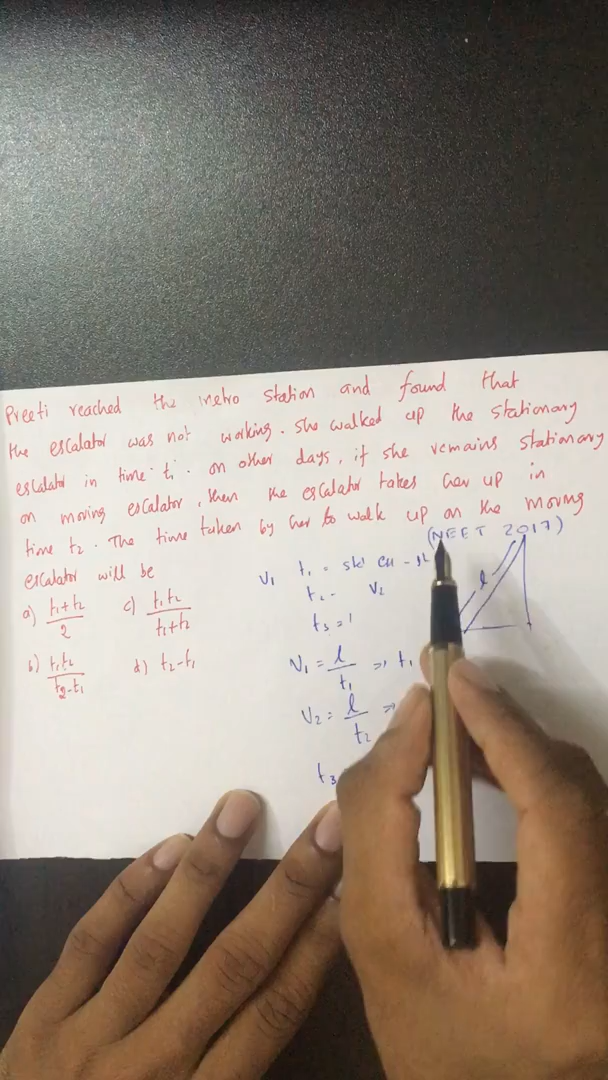 Preeti reached the metro station and found that
the escalator was not working. She walked up the stationary
escalator in time t₁. on other days, if she remains stationary
on moving escalator, then the escalator takes her up in
time t₂. The time taken by her to walk up on the moving
escalator will be
(NEET 2017)
a) t₁+t₂/2 c) t₁t₂/t₁+t₂
b) t₁t₂/t₂-t₁ d) t₂-t₁
V₁ t₁ =
t₂ - V₂
t₃ =
l
V₁ = l/t₁ => t₁
V₂ = l/t₂ =>
t₃